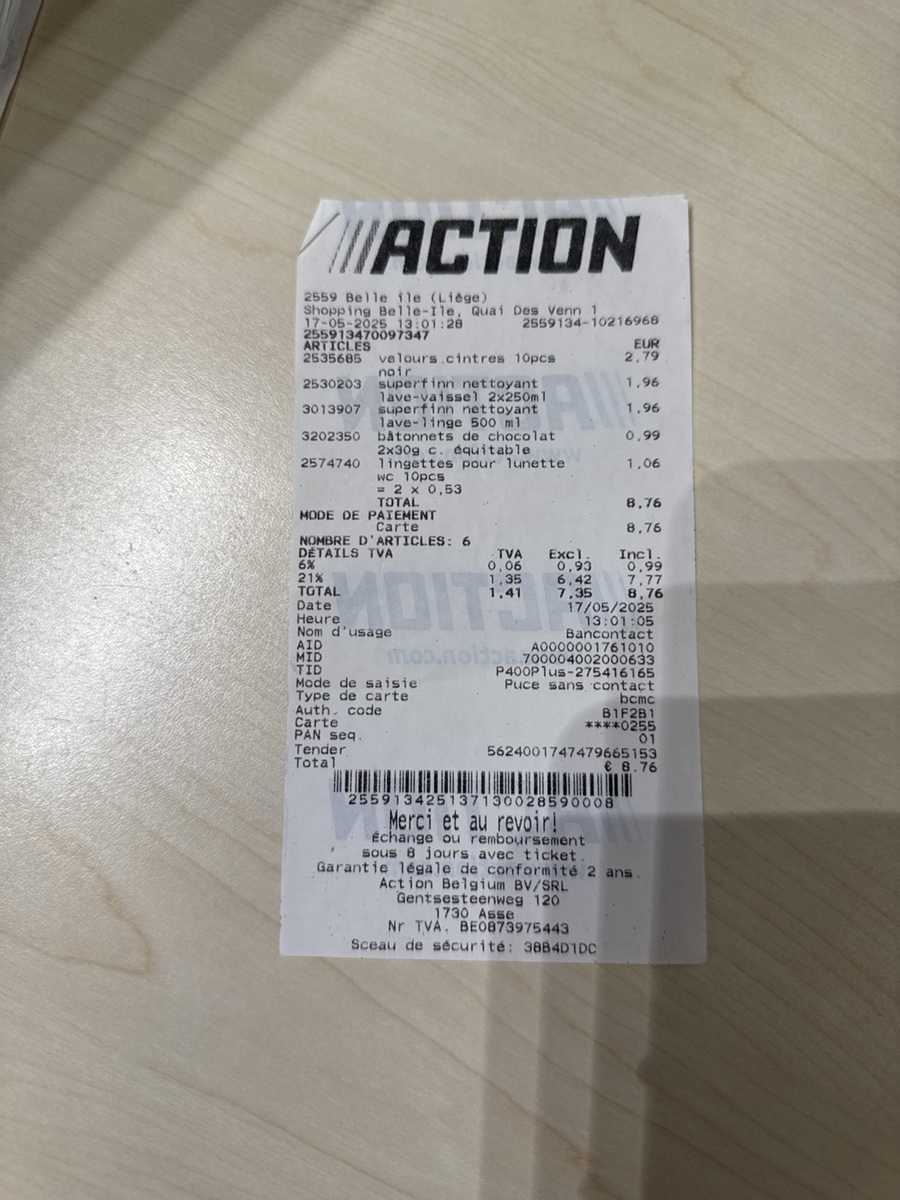 ///ACTION
2559 Belle île (Liège)
Shopping Belle-Ile, Quai Des Venn 1
17-05-2025 13:01:28 2559134-10216968
255913470097347
ARTICLES EUR
2535685 velours cintres 10pcs 2,79
noir
2530203 superfinn nettoyant 1,96
lave-vaissel 2x250ml
3013907 superfinn nettoyant 1,96
lave-linge 500 ml
3202350 bâtonnets de chocolat 0,99
2x30g c. équitable
2574740 lingettes pour lunette 1,06
wc 10pcs
= 2 x 0,53
TOTAL 8,76
MODE DE PAIEMENT
Carte 8,76
NOMBRE D'ARTICLES: 6
DÉTAILS TVA TVA Excl. Incl.
6% 0,06 0,93 0,99
21% 1,35 6,42 7,77
TOTAL 1,41 7,35 8,76
Date 17/05/2025
Heure 13:01:05
Nom d'usage Bancontact
AID A0000001761010
MID 700004002000633
TID P400Plus-275416165
Mode de saisie Puce sans contact
Type de carte bcmc
Auth. code B1F2B1
Carte ****0255
PAN seq. 01
Tender 5624001747479665153
Total € 8.76
255913425137130028590008
Merci et au revoir!
Échange ou remboursement
sous 8 jours avec ticket.
Garantie légale de conformité 2 ans.
Action Belgium BV/SRL
Gentsesteenweg 120
1730 Asse
Nr TVA. BE0873975443
Sceau de sécurité: 38B4D1DC